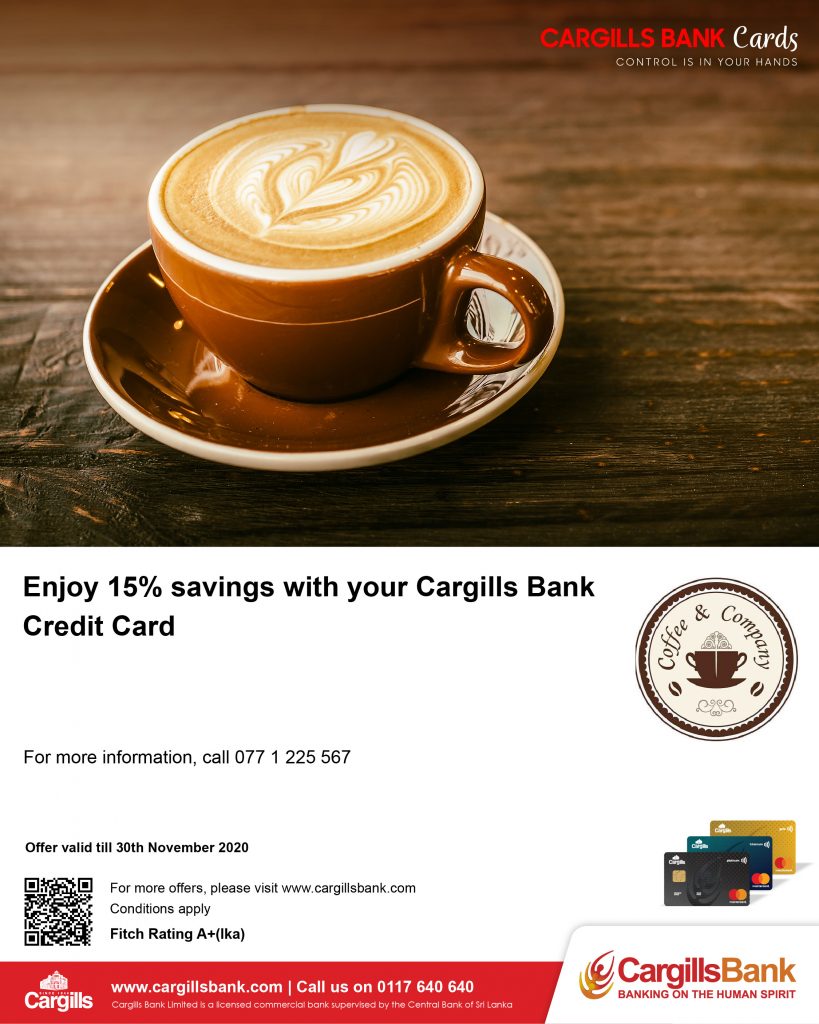 CARGILLS BANK Cards
CONTROL IS IN YOUR HANDS
Enjoy 15% savings with your Cargills Bank
Credit Card
Coffee & Company
For more information, call 077 1 225 567
Offer valid till 30th November 2020
For more offers, please visit www.cargillsbank.com
Conditions apply
Fitch Rating A+(lka)
Cargills
www.cargillsbank.com | Call us on 0117 640 640
Cargills Bank Limited is a licensed commercial bank supervised by the Central Bank of Sri Lanka
CargillsBank
BANKING ON THE HUMAN SPIRIT